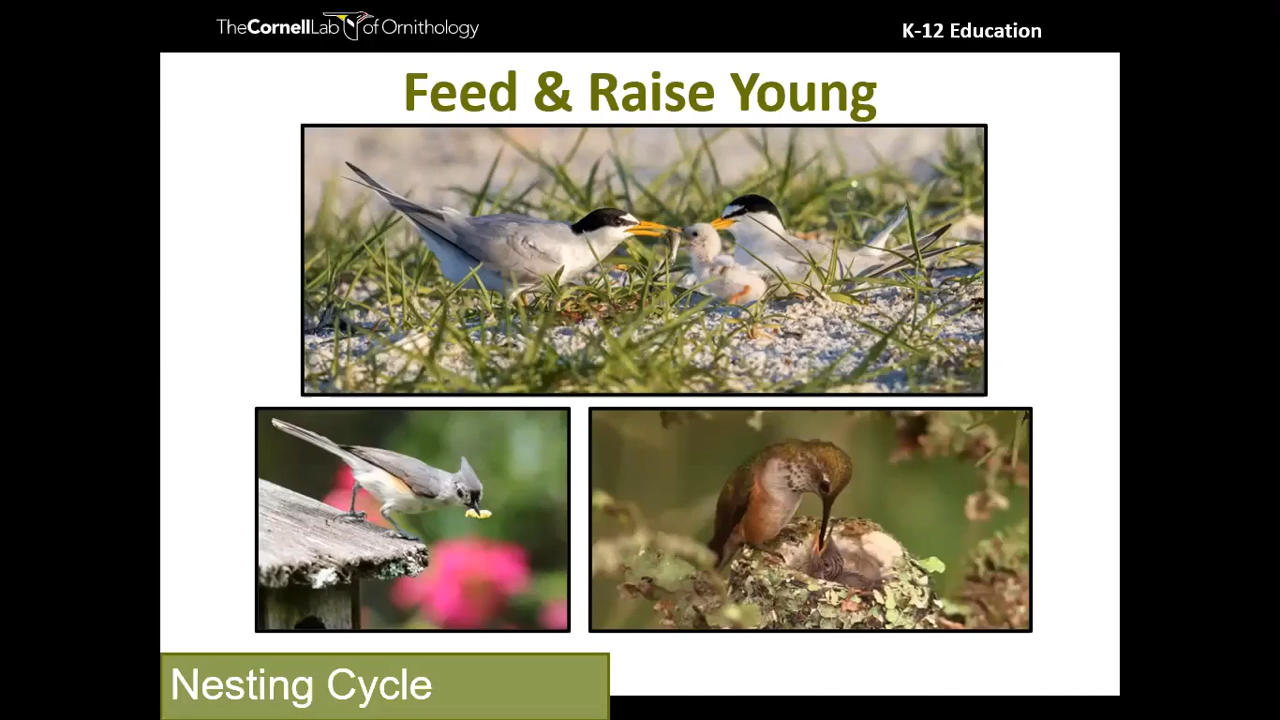 TheCornellLab of Ornithology
K-12 Education
Feed & Raise Young
Nesting Cycle